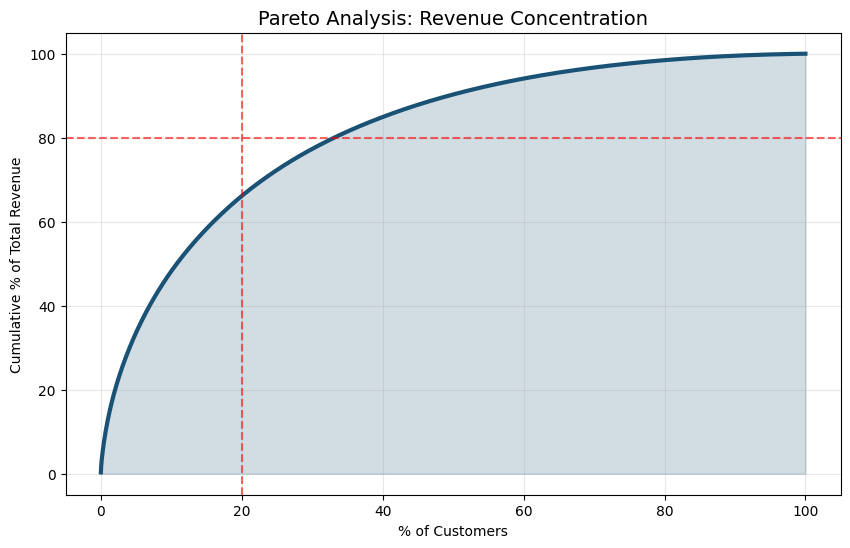 Pareto Analysis: Revenue Concentration
Cumulative % of Total Revenue
100
80
60
40
20
0
0 20 40 60 80 100
% of Customers